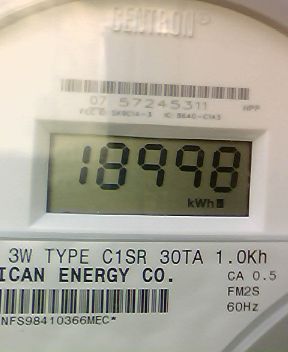 CENTRON®
07 57245311
18998
kWh
3W TYPE C1SR 30TA 1.0Kh
ICAN ENERGY CO.
CA 0.5
FM2S
60Hz
NFS98410366MEC*